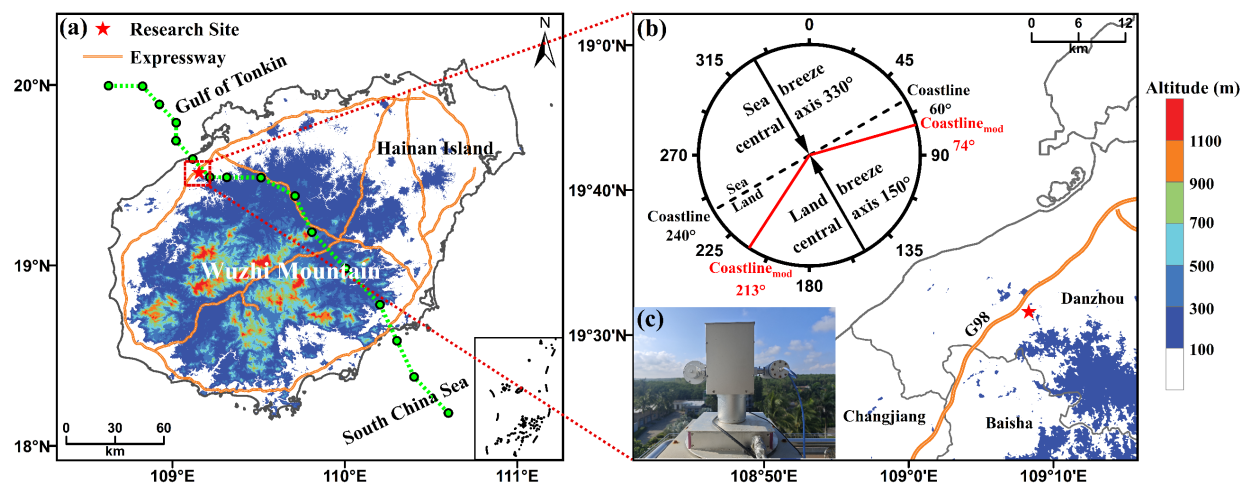 (a)
Research Site
Expressway
N
Gulf of Tonkin
Hainan Island
Wuzhi Mountain
South China Sea
20°N
19°N
18°N
0 30 60
km
109°E
110°E
111°E
(b)
0
45
90
135
180
225
270
315
Sea breeze
central axis 330°
Coastline
60°
Coastline_mod
74°
Sea
Land
Coastline
240°
Land breeze
central axis 150°
Coastline_mod
213°
0 6 12
km
19°0'N
19°40'N
19°30'N
(c)
G98
Danzhou
Changjiang
Baisha
108°50'E
109°0'E
109°10'E
Altitude (m)
1100
900
700
500
300
100